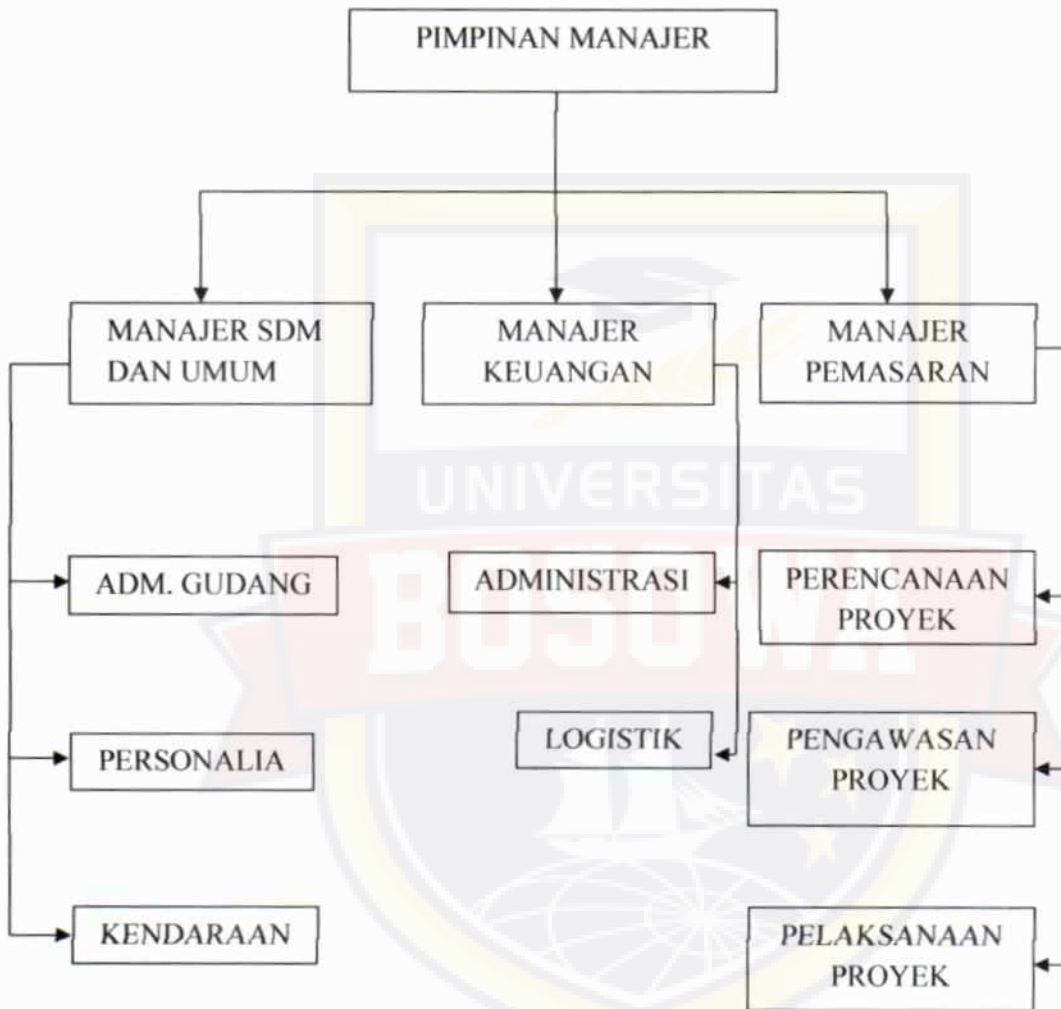 PIMPINAN MANAJER
MANAJER SDM
DAN UMUM
MANAJER
KEUANGAN
MANAJER
PEMASARAN
UNIVERSITAS
BOSOWA
ADM. GUDANG
ADMINISTRASI
PERENCANAAN
PROYEK
PERSONALIA
LOGISTIK
PENGAWASAN
PROYEK
KENDARAAN
PELAKSANAAN
PROYEK